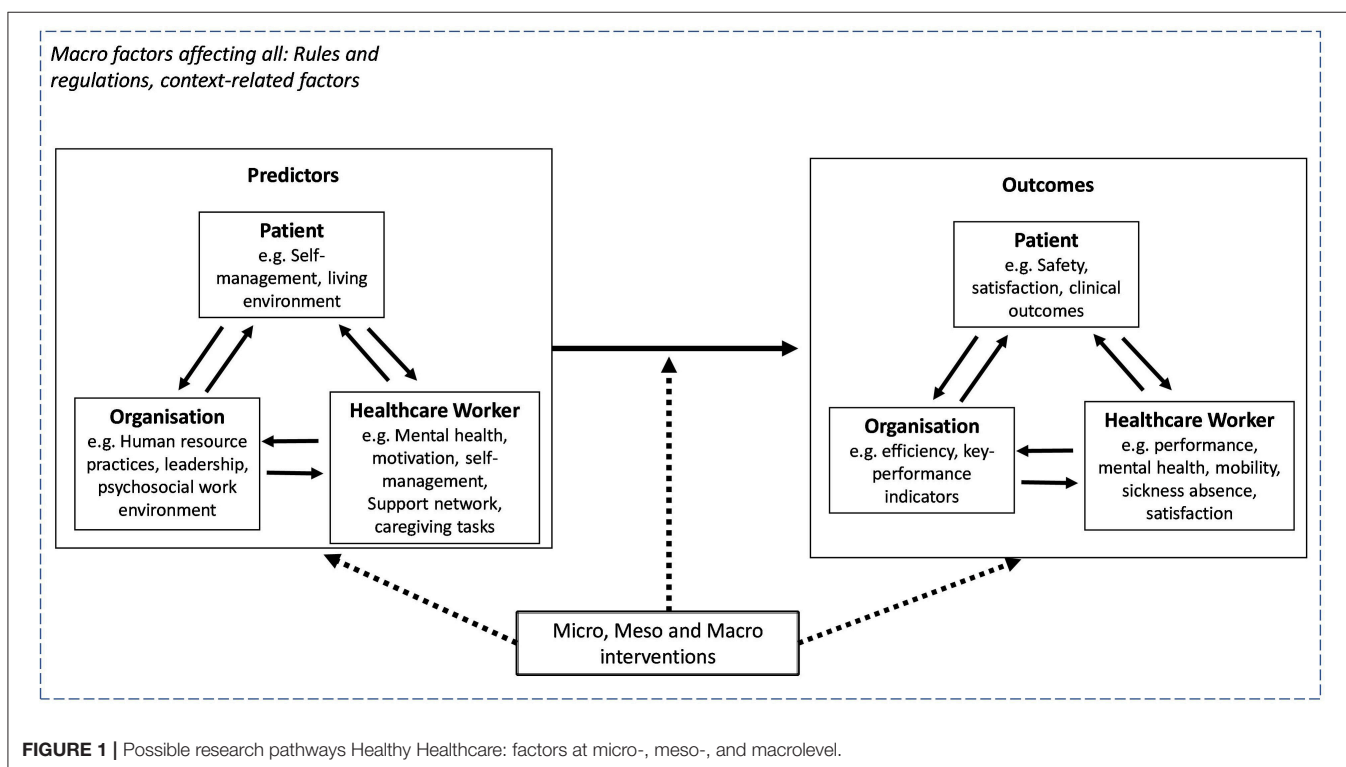 Macro factors affecting all: Rules and
regulations, context-related factors
Predictors
Patient
e.g. Self-
management, living
environment
Organisation
e.g. Human resource
practices, leadership,
psychosocial work
environment
Healthcare Worker
e.g. Mental health,
motivation, self-
management,
Support network,
caregiving tasks
Outcomes
Patient
e.g. Safety,
satisfaction, clinical
outcomes
Organisation
e.g. efficiency, key-
performance
indicators
Healthcare Worker
e.g. performance,
mental health, mobility,
sickness absence,
satisfaction
Micro, Meso and Macro
interventions
FIGURE 1 | Possible research pathways Healthy Healthcare: factors at micro-, meso-, and macrolevel.